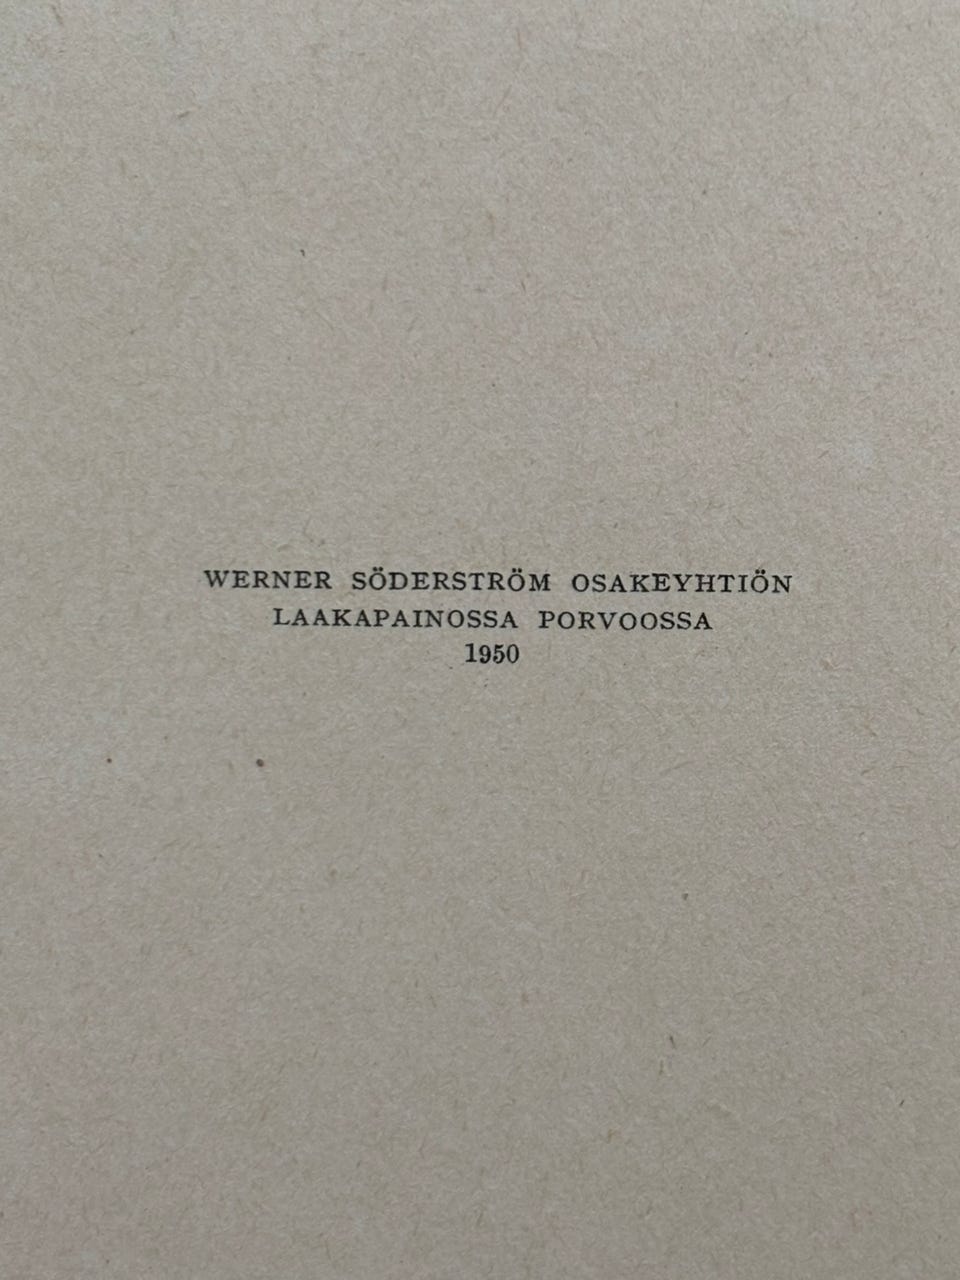 WERNER SÖDERSTRÖM OSAKEYHTIÖN
LAAKAPAINOSSA PORVOOSSA
1950